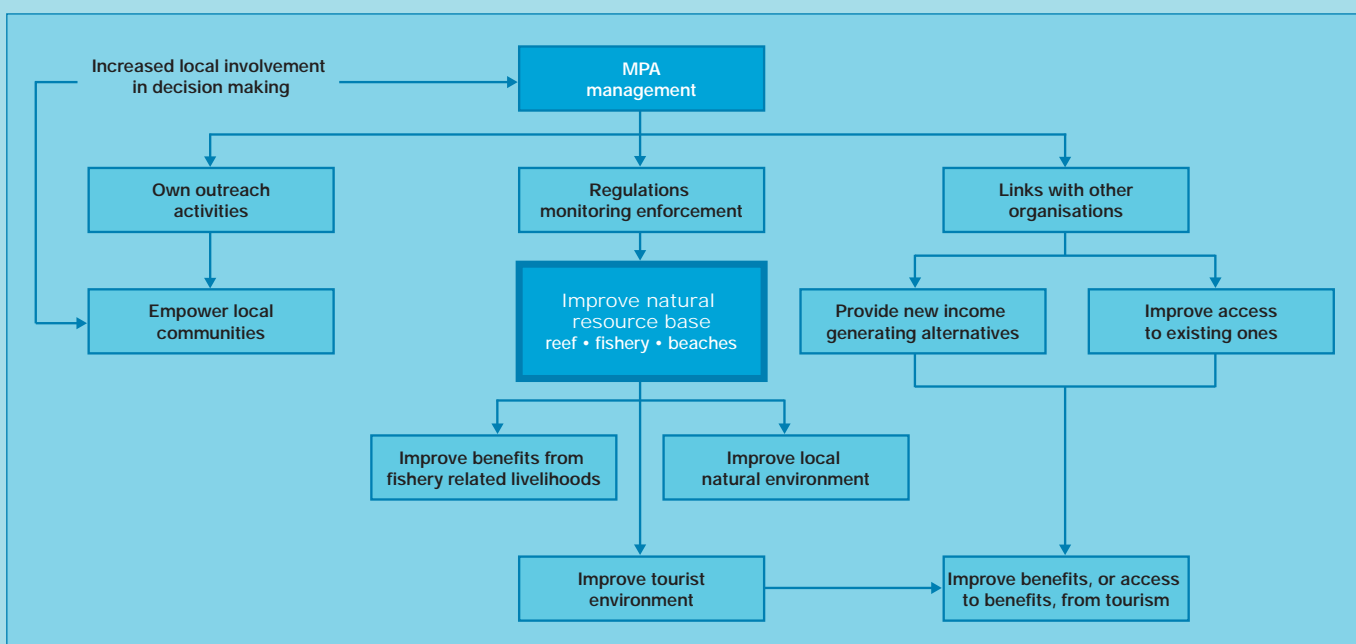 Increased local involvement
in decision making
MPA
management
Own outreach
activities
Regulations
monitoring enforcement
Links with other
organisations
Empower local
communities
Improve natural
resource base
reef • fishery • beaches
Provide new income
generating alternatives
Improve access
to existing ones
Improve benefits from
fishery related livelihoods
Improve local
natural environment
Improve tourist
environment
Improve benefits, or access
to benefits, from tourism